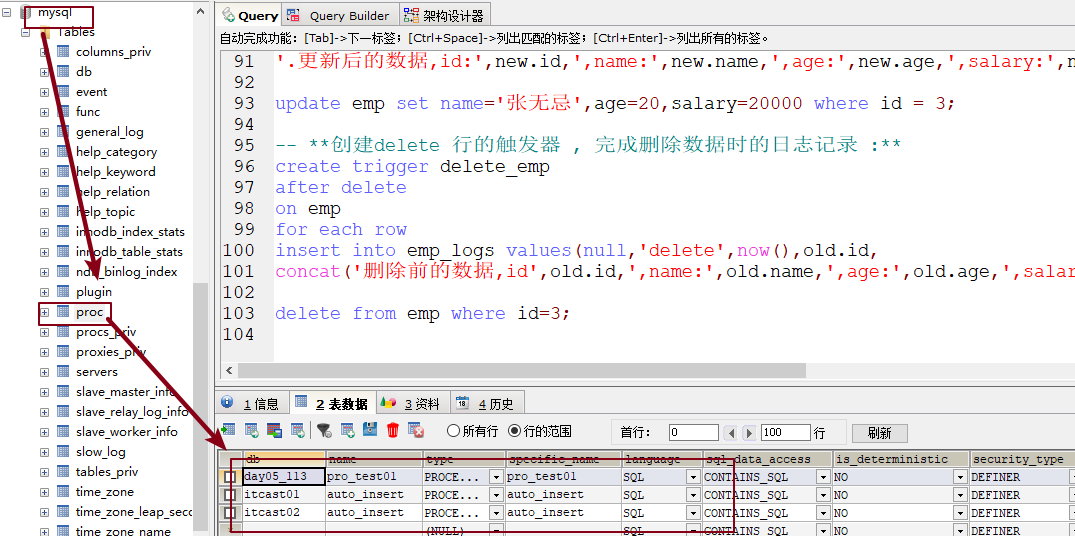 mysql
Tables
columns_priv
db
event
func
general_log
help_category
help_keyword
help_relation
help_topic
innodb_index_stats
innodb_table_stats
ndb_binlog_index
plugin
proc
procs_priv
proxies_priv
servers
slave_master_info
slave_relay_log_info
slave_worker_info
slow_log
tables_priv
time_zone
time_zone_leap_seco
time_zone_name
Query Query Builder 架构设计器
自动完成功能：[Tab]->下一标签；[Ctrl+Space]->列出匹配的标签；[Ctrl+Enter]->列出所有的标签。
91 '.更新后的数据,id:',new.id,',name:',new.name,',age:',new.age,',salary:',n
92
93 update emp set name='张无忌',age=20,salary=20000 where id = 3;
94
95 -- **创建delete 行的触发器 , 完成删除数据时的日志记录 :**
96 create trigger delete_emp
97 after delete
98 on emp
99 for each row
100 insert into emp_logs values(null,'delete',now(),old.id,
101 concat('删除前的数据,id',old.id,',name:',old.name,',age:',old.age,',salar
102
103 delete from emp where id=3;
104
1 信息 2 表数据 3 资料 4 历史
所有行 行的范围 首行： 0 100 行 刷新
db name type specific_name language sql_data_access is_deterministic security_type
day05_113 pro_test01 PROCE... pro_test01 SQL CONTAINS_SQL NO DEFINER
itcast01 auto_insert PROCE... auto_insert SQL CONTAINS_SQL NO DEFINER
itcast02 auto_insert PROCE... auto_insert SQL CONTAINS_SQL NO DEFINER
(NULL) SQL CONTAINS_SQL NO DEFINER